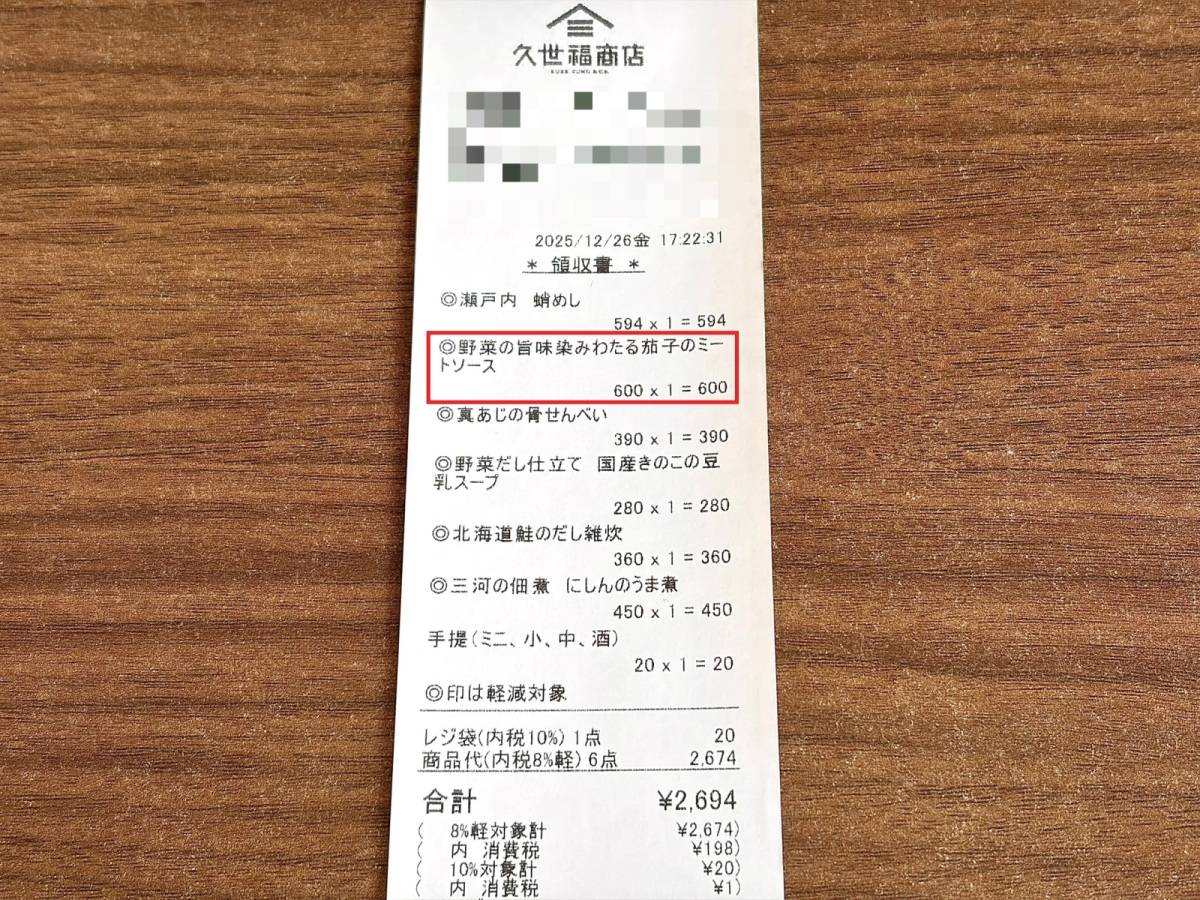 久世福商店
KUZE FUKU & CO.
2025/12/26金 17:22:31
* 領収書 *
◎瀬戸内 蛸めし
594 x 1 = 594
◎野菜の旨味染みわたる茄子のミー
トソース
600 x 1 = 600
◎真あじの骨せんべい
390 x 1 = 390
◎野菜だし仕立て 国産きのこの豆
乳スープ
280 x 1 = 280
◎北海道鮭のだし雑炊
360 x 1 = 360
◎三河の佃煮 にしんのうま煮
450 x 1 = 450
手提(ミニ、小、中、酒)
20 x 1 = 20
◎印は軽減対象
レジ袋(内税10%) 1点 20
商品代(内税8%軽) 6点 2,674
合計 ¥2,694
( 8%軽対象計 ¥2,674)
( 内 消費税 ¥198)
( 10%対象計 ¥20)
( 内 消費税 ¥1)